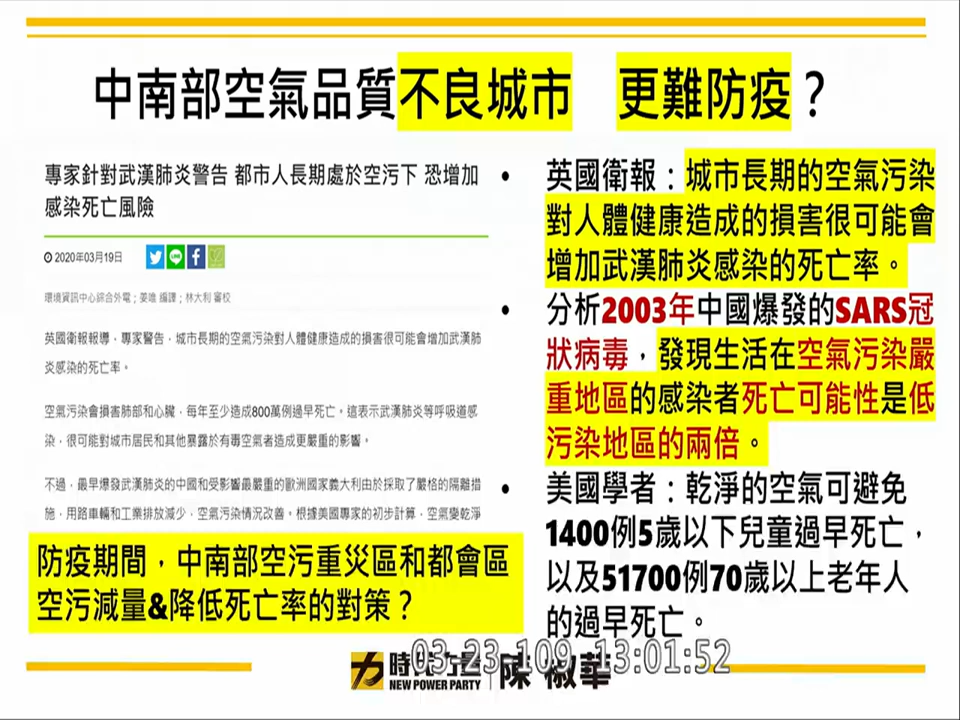 中南部空氣品質不良城市 更難防疫？
專家針對武漢肺炎警告 都市人長期處於空污下 恐增加
感染死亡風險
2020年03月19日
環境資訊中心綜合外電；姜唯 編譯；林大利 審校
英國衛報報導，專家警告，城市長期的空氣污染對人體健康造成的損害很可能會增加武漢肺
炎感染的死亡率。
空氣污染會損害肺部和心臟，每年至少造成800萬例過早死亡。這表示武漢肺炎等呼吸道感
染，很可能對城市居民和其他暴露於有毒空氣者造成更嚴重的影響。
不過，最早爆發武漢肺炎的中國和受影響最嚴重的歐洲國家義大利由於採取了嚴格的隔離措
施，用路車輛和工業排放減少，空氣污染情況改善。根據美國專家的初步計算，空氣變乾淨
防疫期間，中南部空污重災區和都會區
空污減量&降低死亡率的對策？
• 英國衛報：城市長期的空氣污染
對人體健康造成的損害很可能會
增加武漢肺炎感染的死亡率。
• 分析2003年中國爆發的SARS冠
狀病毒，發現生活在空氣污染嚴
重地區的感染者死亡可能性是低
污染地區的兩倍。
• 美國學者：乾淨的空氣可避免
1400例5歲以下兒童過早死亡，
以及51700例70歲以上老年人
的過早死亡。
時代力量
NEW POWER PARTY
陳椒華
03-23-109 13:01:52